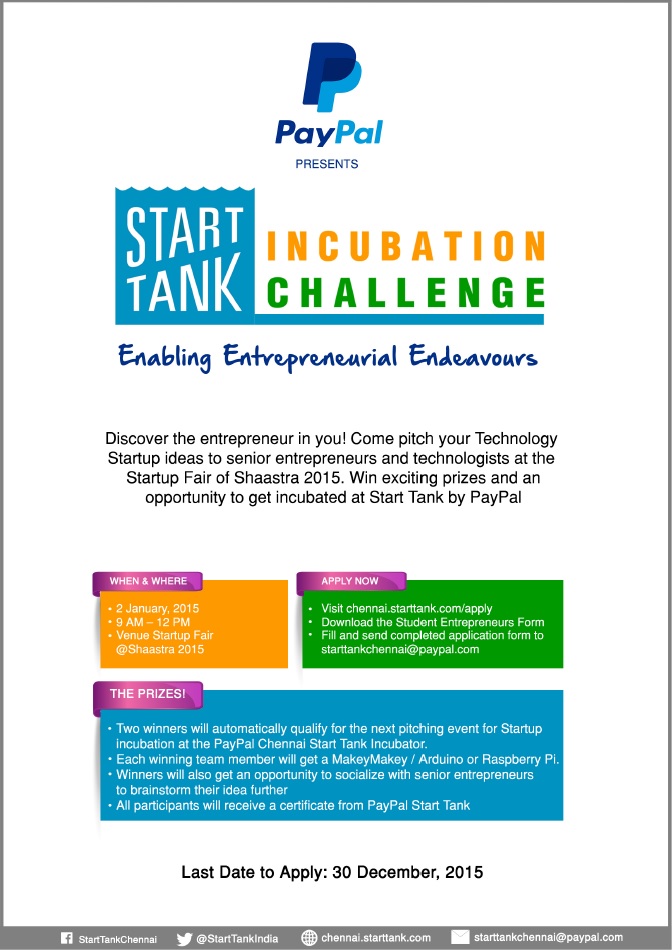 PayPal
PRESENTS
START
TANK
INCUBATION
CHALLENGE
Enabling Entrepreneurial Endeavours
Discover the entrepreneur in you! Come pitch your Technology
Startup ideas to senior entrepreneurs and technologists at the
Startup Fair of Shaastra 2015. Win exciting prizes and an
opportunity to get incubated at Start Tank by PayPal
WHEN & WHERE
• 2 January, 2015
• 9 AM – 12 PM
• Venue Startup Fair
@Shaastra 2015
APPLY NOW
• Visit chennai.starttank.com/apply
• Download the Student Entrepreneurs Form
• Fill and send completed application form to
starttankchennai@paypal.com
THE PRIZES!
• Two winners will automatically qualify for the next pitching event for Startup
incubation at the PayPal Chennai Start Tank Incubator.
• Each winning team member will get a MakeyMakey / Arduino or Raspberry Pi.
• Winners will also get an opportunity to socialize with senior entrepreneurs
to brainstorm their idea further
• All participants will receive a certificate from PayPal Start Tank
Last Date to Apply: 30 December, 2015
StartTankChennai
@StartTankIndia
chennai.starttank.com
starttankchennai@paypal.com